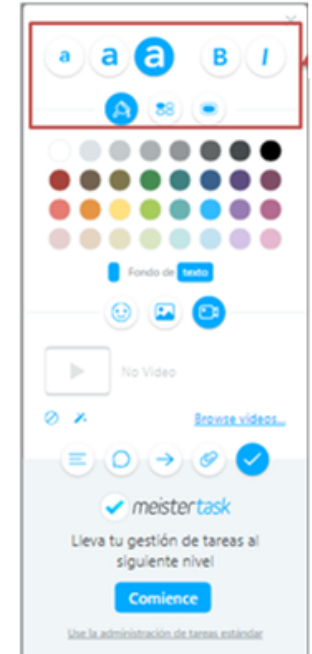 a a a B I
Fondo de texto
No Video
Browse videos...
meistertask
Lleva tu gestión de tareas al
siguiente nivel
Comience
Use la administración de tareas estándar